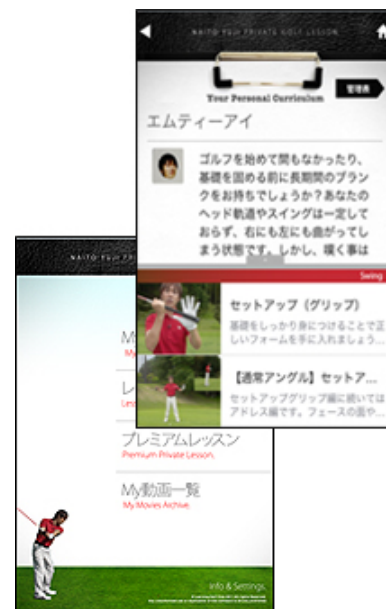 NAITO YUJI PRIVATE GOLF LESSON
Your Personal Curriculum
管理者
エムティーアイ
ゴルフを始めて間もなかったり、
基礎を固める前に長期間のブラン
クをお持ちでしょうか？あなたの
ヘッド軌道やスイングは一定して
おらず、右にも左にも曲がってし
まう状態です。しかし、嘆く事は
Swing
セットアップ（グリップ）
基礎をしっかり身につけることで正
しいフォームを手に入れましょう...
【通常アングル】セットア...
セットアップグリップ編に続いては
アドレス編です。フェースの面や...
NAITO YUJI PR
M
My
レ
Less
プレミアムレッスン
Premium Private Lesson.
My動画一覧
My Movies Archive.
Info & Settings.